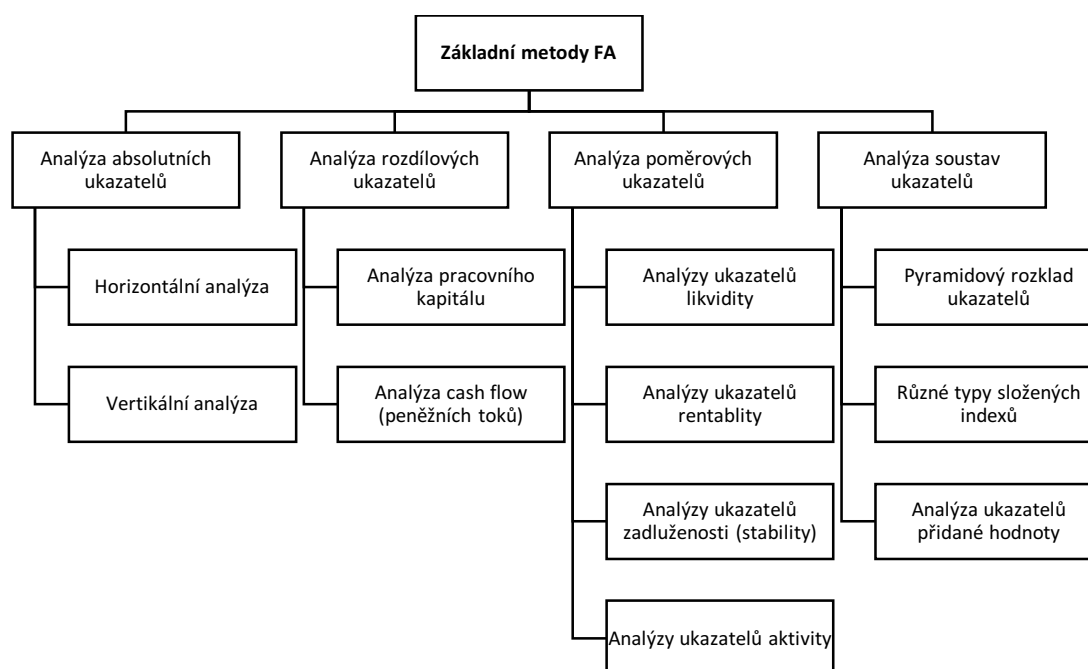 Základní metody FA
Analýza absolutních
ukazatelů
Analýza rozdílových
ukazatelů
Analýza poměrových
ukazatelů
Analýza soustav
ukazatelů
Horizontální analýza
Analýza pracovního
kapitálu
Analýzy ukazatelů
likvidity
Pyramidový rozklad
ukazatelů
Vertikální analýza
Analýza cash flow
(peněžních toků)
Analýzy ukazatelů
rentablity
Různé typy složených
indexů
Analýzy ukazatelů
zadluženosti (stability)
Analýza ukazatelů
přidané hodnoty
Analýzy ukazatelů aktivity